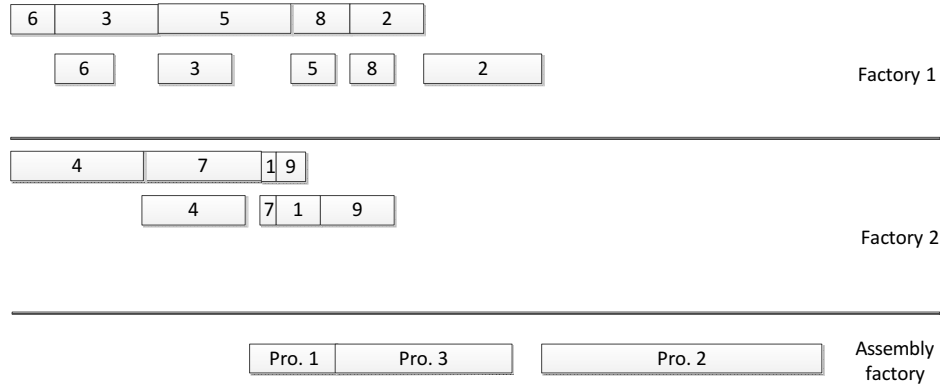 6 3 5 8 2
6 3 5 8 2
Factory 1
4 7 1 9
4 7 1 9
Factory 2
Pro. 1 Pro. 3 Pro. 2
Assembly
factory